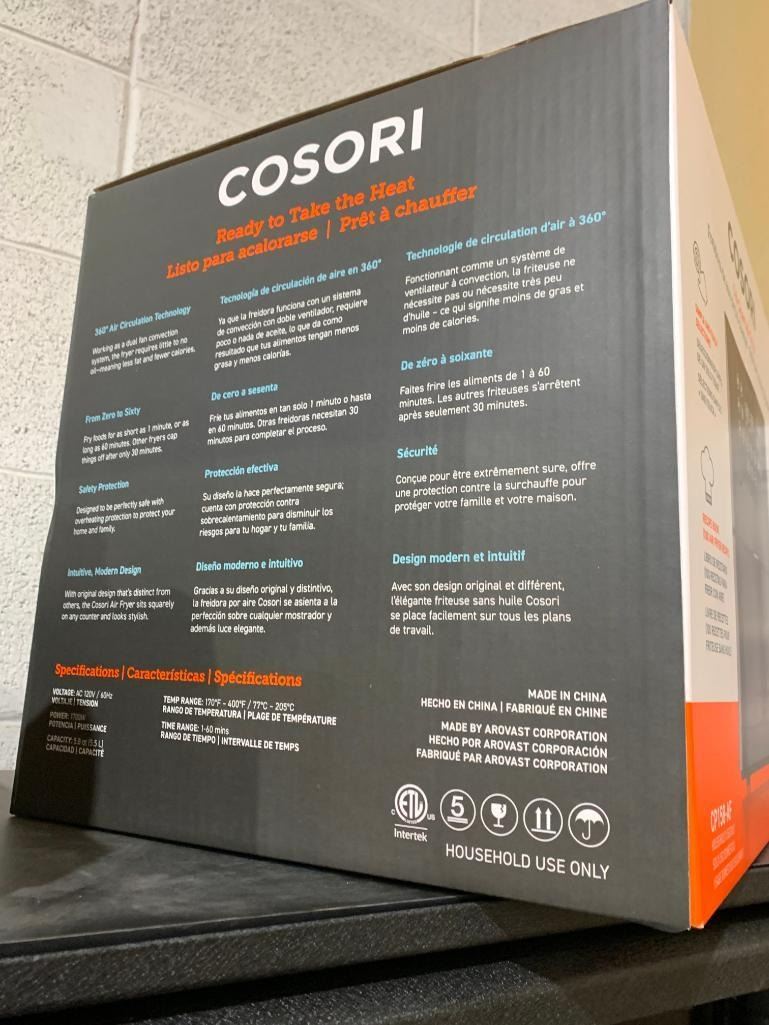 COSORI
Ready to Take the Heat
Listo para acalorarse | Prêt à chauffer
360° Air Circulation Technology
Working as a dual fan convection
system, the fryer requires little to no
oil—meaning less fat and fewer calories.
Tecnología de circulación de aire en 360°
Ya que la freidora funciona con un sistema
de convección con doble ventilador, requiere
poco o nada de aceite, lo que da como
resultado que tus alimentos tengan menos
grasa y menos calorías.
Technologie de circulation d'air à 360°
Fonctionnant comme un système de
ventilateur à convection, la friteuse ne
nécessite pas ou nécessite très peu
d'huile – ce qui signifie moins de gras et
moins de calories.
From Zero to Sixty
Fry foods for as short as 1 minute, or as
long as 60 minutes. Other fryers cap
things off after only 30 minutes.
De cero a sesenta
Fríe tus alimentos en tan solo 1 minuto o hasta
en 60 minutos. Otras freidoras necesitan 30
minutos para completar el proceso.
De zéro à soixante
Faites frire les aliments de 1 à 60
minutes. Les autres friteuses s'arrêtent
après seulement 30 minutes.
Safety Protection
Designed to be perfectly safe with
overheating protection to protect your
home and family.
Protección efectiva
Su diseño la hace perfectamente segura;
cuenta con protección contra
sobrecalentamiento para disminuir los
riesgos para tu hogar y tu familia.
Sécurité
Conçue pour être extrêmement sure, offre
une protection contre la surchauffe pour
protéger votre famille et votre maison.
Intuitive, Modern Design
With original design that's distinct from
others, the Cosori Air Fryer sits squarely
on any counter and looks stylish.
Diseño moderno e intuitivo
Gracias a su diseño original y distintivo,
la freidora por aire Cosori se asienta a la
perfección sobre cualquier mostrador y
además luce elegante.
Design modern et intuitif
Avec son design original et différent,
l'élégante friteuse sans huile Cosori
se place facilement sur tous les plans
de travail.
Specifications | Características | Spécifications
VOLTAGE: AC 120V / 60Hz
VOLTAJE | TENSION
POWER: 1700W
POTENCIA | PUISSANCE
CAPACITY: 5.8 qt (5.5 L)
CAPACIDAD | CAPACITÉ
TEMP RANGE: 170°F - 400°F / 77°C - 205°C
RANGO DE TEMPERATURA | PLAGE DE TEMPÉRATURE
TIME RANGE: 1-60 mins
RANGO DE TIEMPO | INTERVALLE DE TEMPS
MADE IN CHINA
HECHO EN CHINA | FABRIQUÉ EN CHINE
MADE BY AROVAST CORPORATION
HECHO POR AROVAST CORPORACIÓN
FABRIQUÉ PAR AROVAST CORPORATION
C ETL US
Intertek
5
HOUSEHOLD USE ONLY
COSORI
CP158-AF